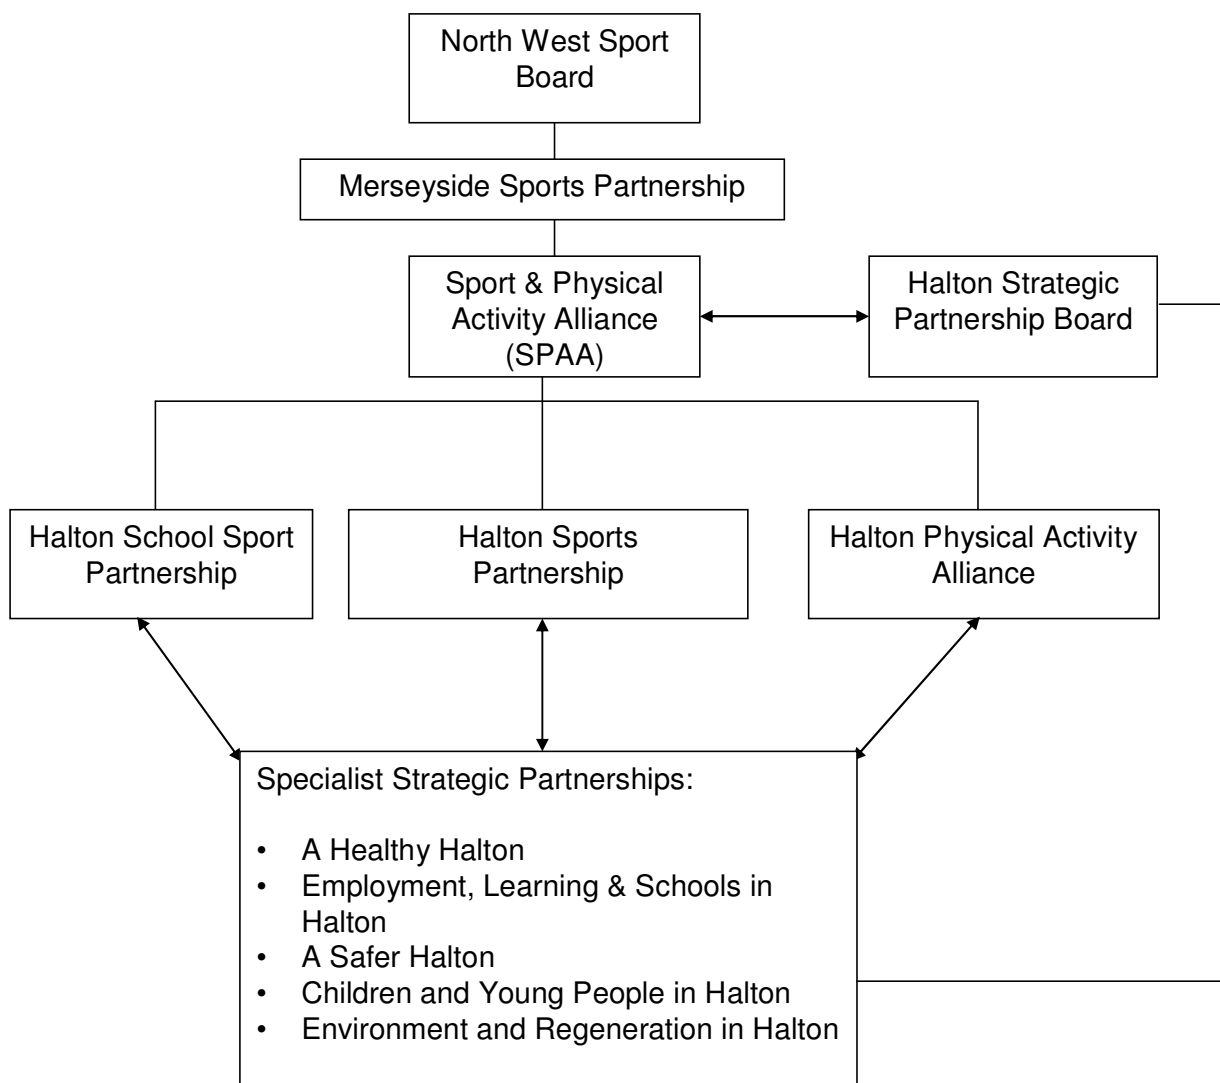 North West Sport
Board
Merseyside Sports Partnership
Sport & Physical
Activity Alliance
(SPAA)
Halton Strategic
Partnership Board
Halton School Sport
Partnership
Halton Sports
Partnership
Halton Physical Activity
Alliance
Specialist Strategic Partnerships:
• A Healthy Halton
• Employment, Learning & Schools in
Halton
• A Safer Halton
• Children and Young People in Halton
• Environment and Regeneration in Halton